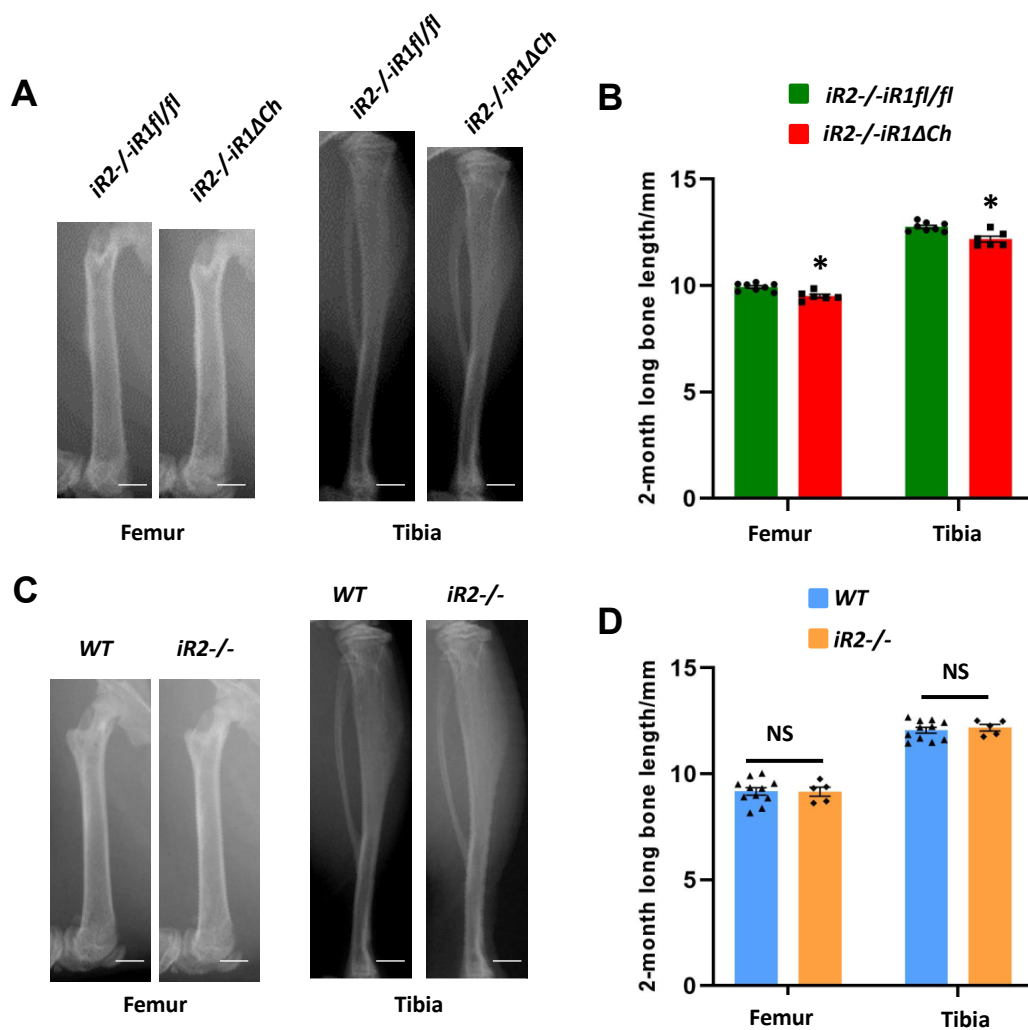 A
iR2-/-iR1fl/fl
iR2-/-iR1ΔCh
iR2-/-iR1fl/fl
iR2-/-iR1ΔCh
Femur
Tibia
B
iR2-/-iR1fl/fl
iR2-/-iR1ΔCh
2-month long bone length/mm
15
10
5
0
*
*
Femur
Tibia
C
WT
iR2-/-
WT
iR2-/-
Femur
Tibia
D
WT
iR2-/-
2-month long bone length/mm
15
10
5
0
NS
NS
Femur
Tibia